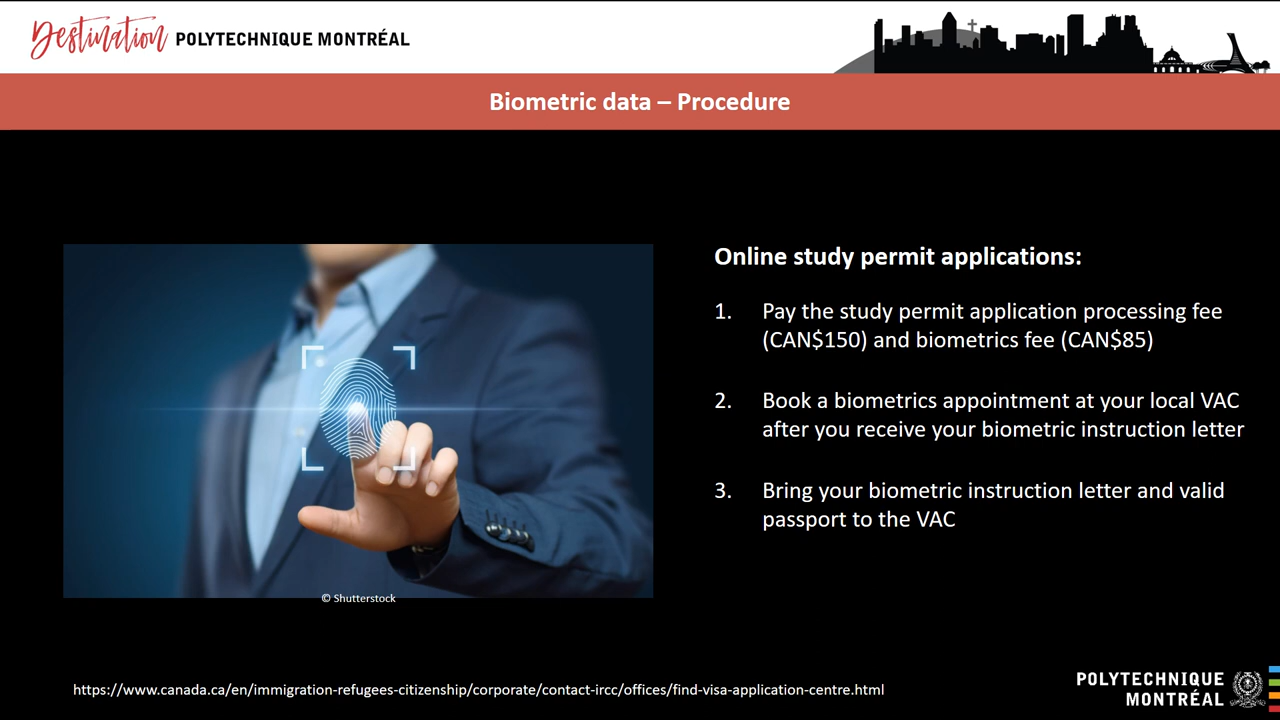 Destination POLYTECHNIQUE MONTRÉAL
Biometric data – Procedure
Online study permit applications:
1. Pay the study permit application processing fee
(CAN$150) and biometrics fee (CAN$85)
2. Book a biometrics appointment at your local VAC
after you receive your biometric instruction letter
3. Bring your biometric instruction letter and valid
passport to the VAC
© Shutterstock
https://www.canada.ca/en/immigration-refugees-citizenship/corporate/contact-ircc/offices/find-visa-application-centre.html
POLYTECHNIQUE
MONTRÉAL